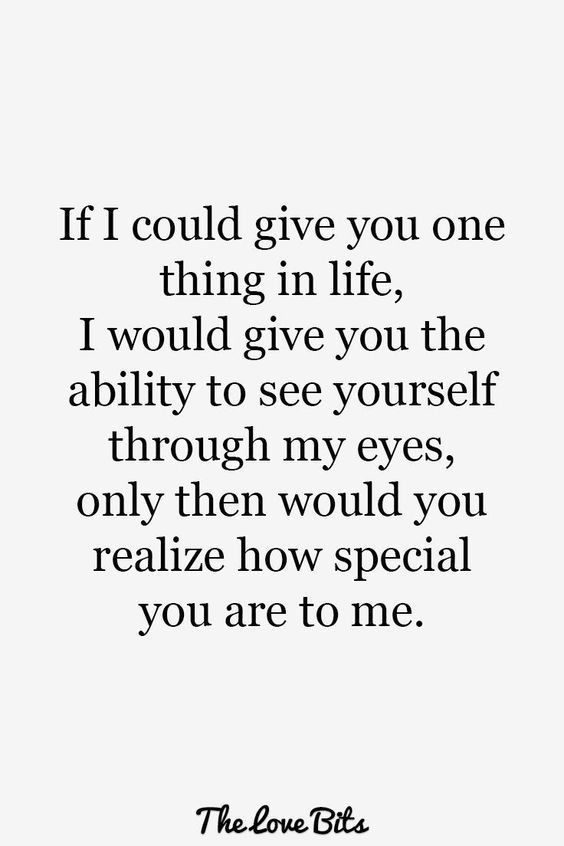 If I could give you one
thing in life,
I would give you the
ability to see yourself
through my eyes,
only then would you
realize how special
you are to me.
The Love Bits